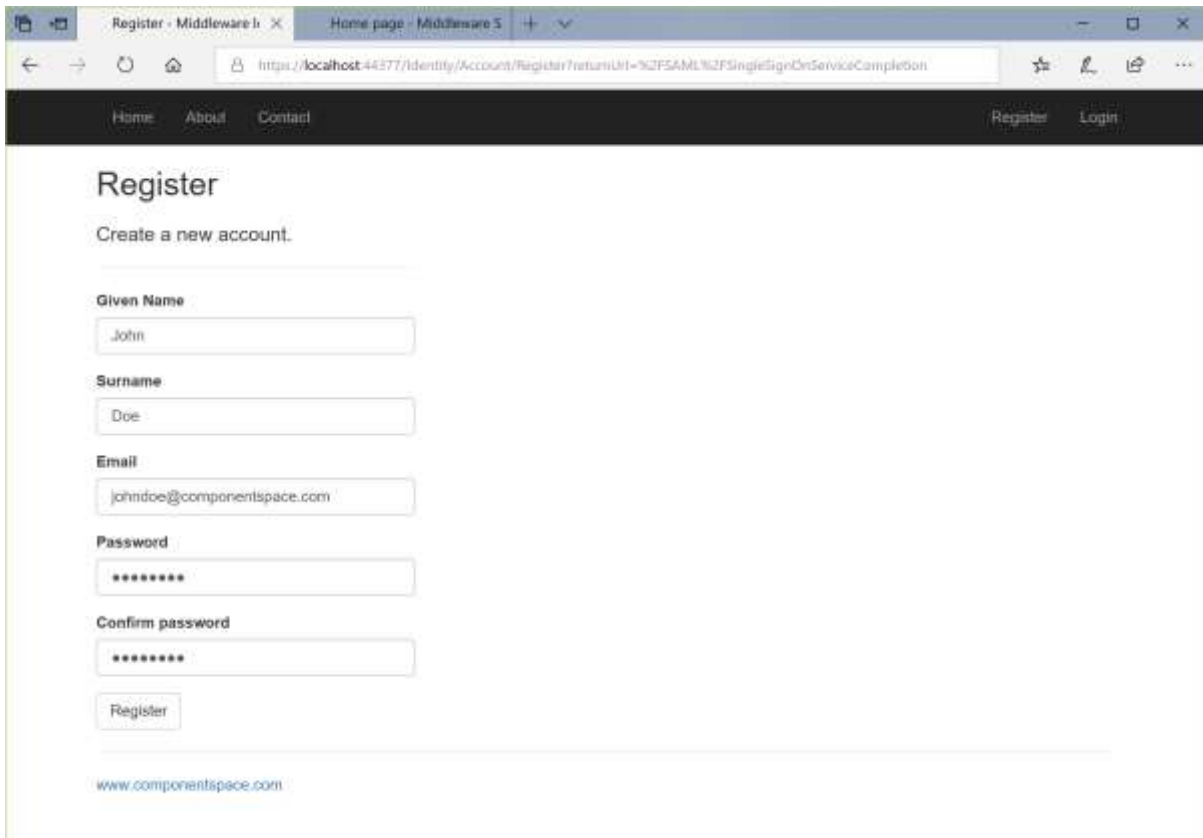 Register - Middleware I
Home page - Middleware S
https://localhost:44377/Identity/Account/Register?returnUrl=%2FSAML%2FSingleSignOnServiceCompletion
Home About Contact Register Login
Register
Create a new account.
Given Name
John
Surname
Doe
Email
johndoe@componentspace.com
Password
••••••••
Confirm password
••••••••
Register
www.componentspace.com